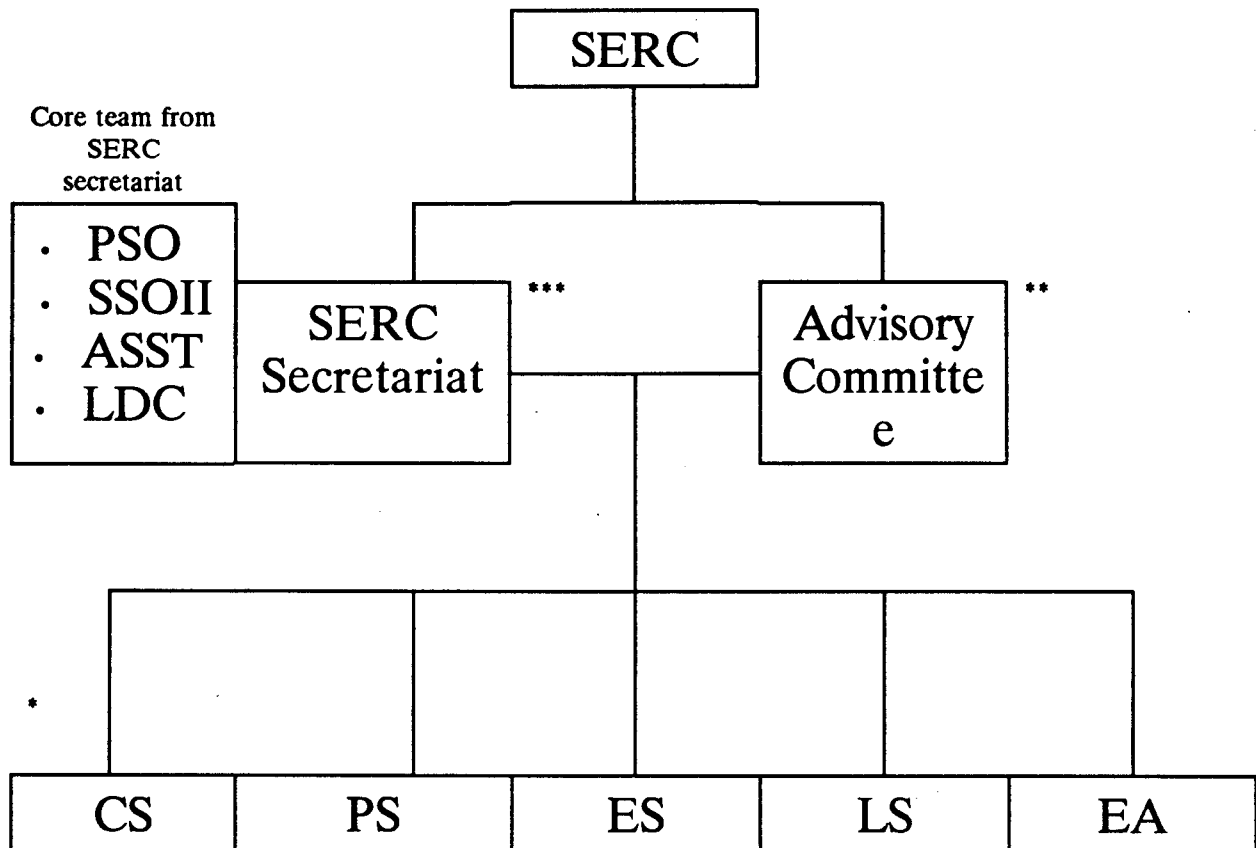 SERC
Core team from
SERC
secretariat
· PSO
· SSOII
· ASST
· LDC
SERC
Secretariat
***
Advisory
Committe
e
**
*
CS
PS
ES
LS
EA